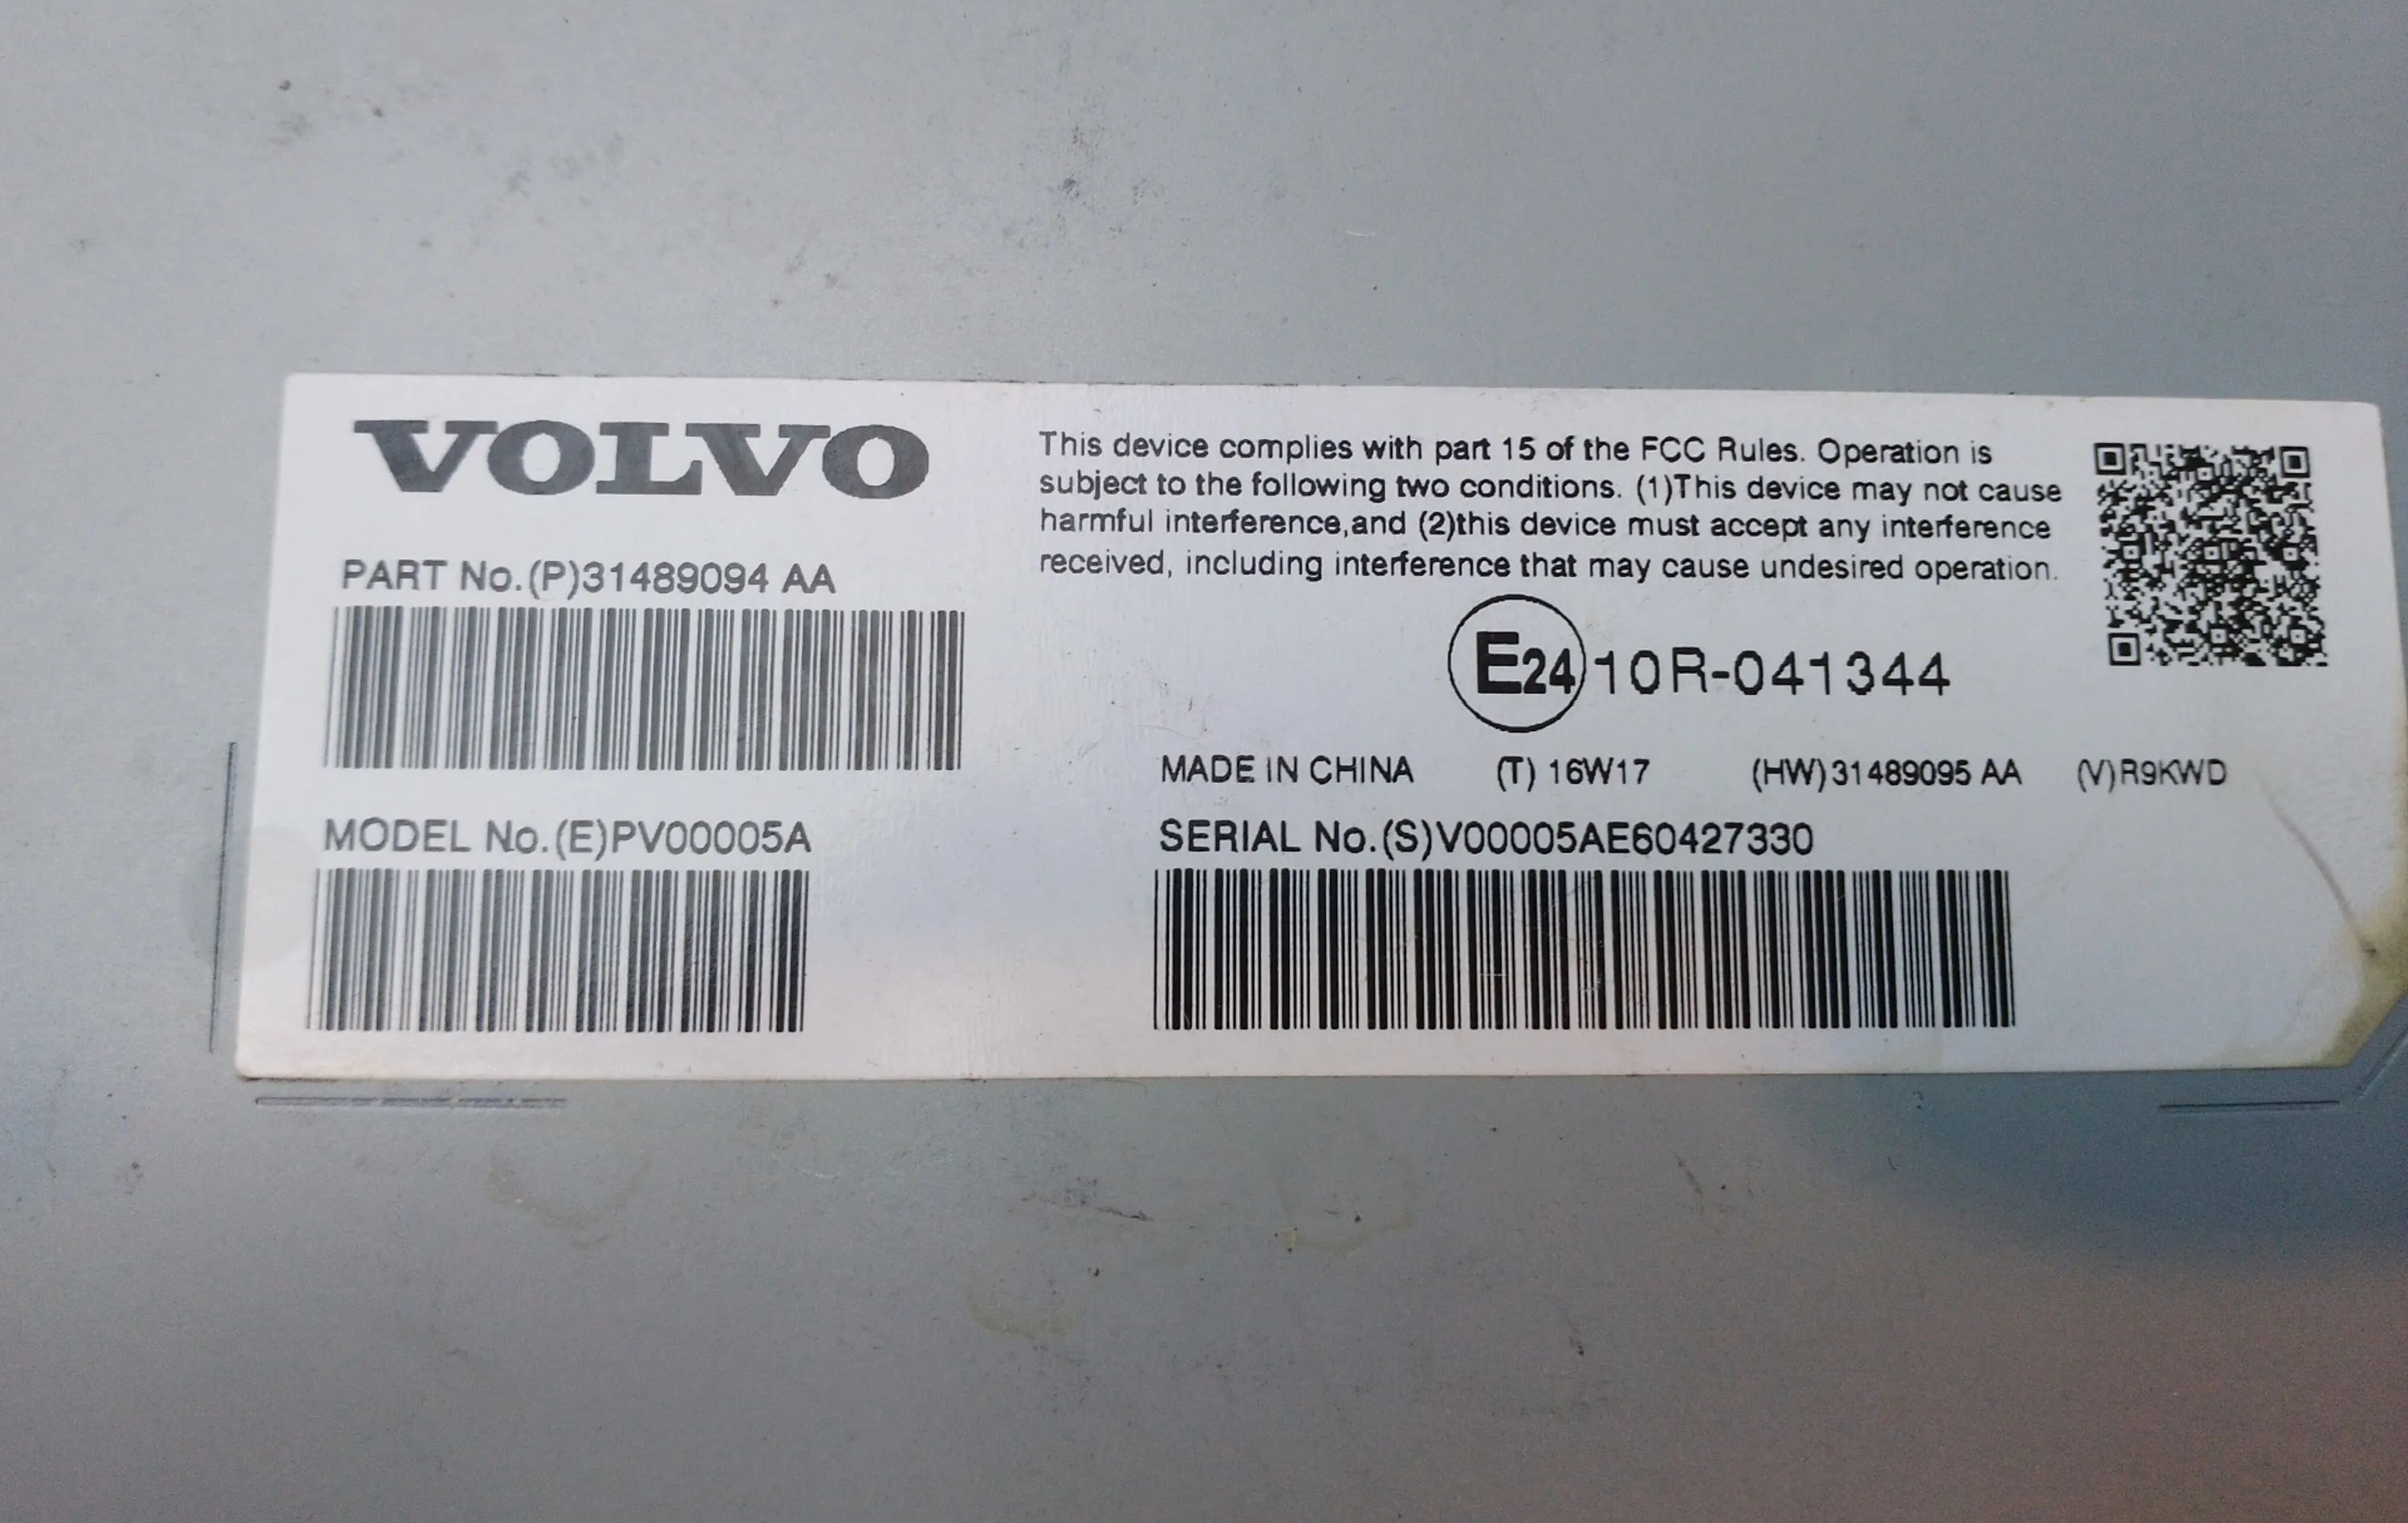 VOLVO
PART No.(P)31489094 AA
MODEL No.(E)PV00005A
This device complies with part 15 of the FCC Rules. Operation is
subject to the following two conditions. (1)This device may not cause
harmful interference,and (2)this device must accept any interference
received, including interference that may cause undesired operation.
E24 10R-041344
MADE IN CHINA (T) 16W17 (HW)31489095 AA (V)R9KWD
SERIAL No.(S)V00005AE60427330